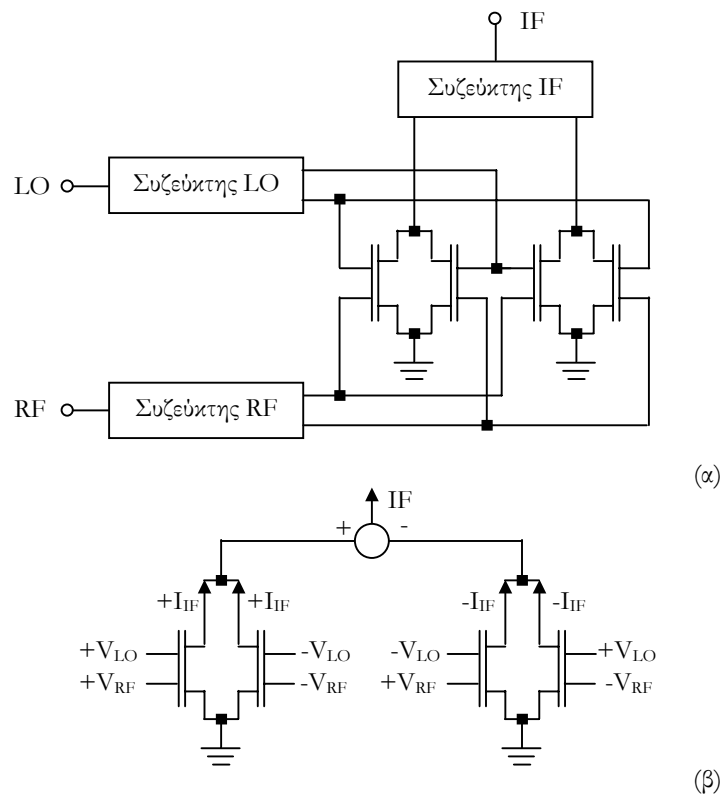 IF
Συζεύκτης IF
LO
Συζεύκτης LO
RF
Συζεύκτης RF
(α)
IF
+ -
+I_IF +I_IF -I_IF -I_IF
+V_LO -V_LO -V_LO +V_LO
+V_RF -V_RF +V_RF -V_RF
(β)